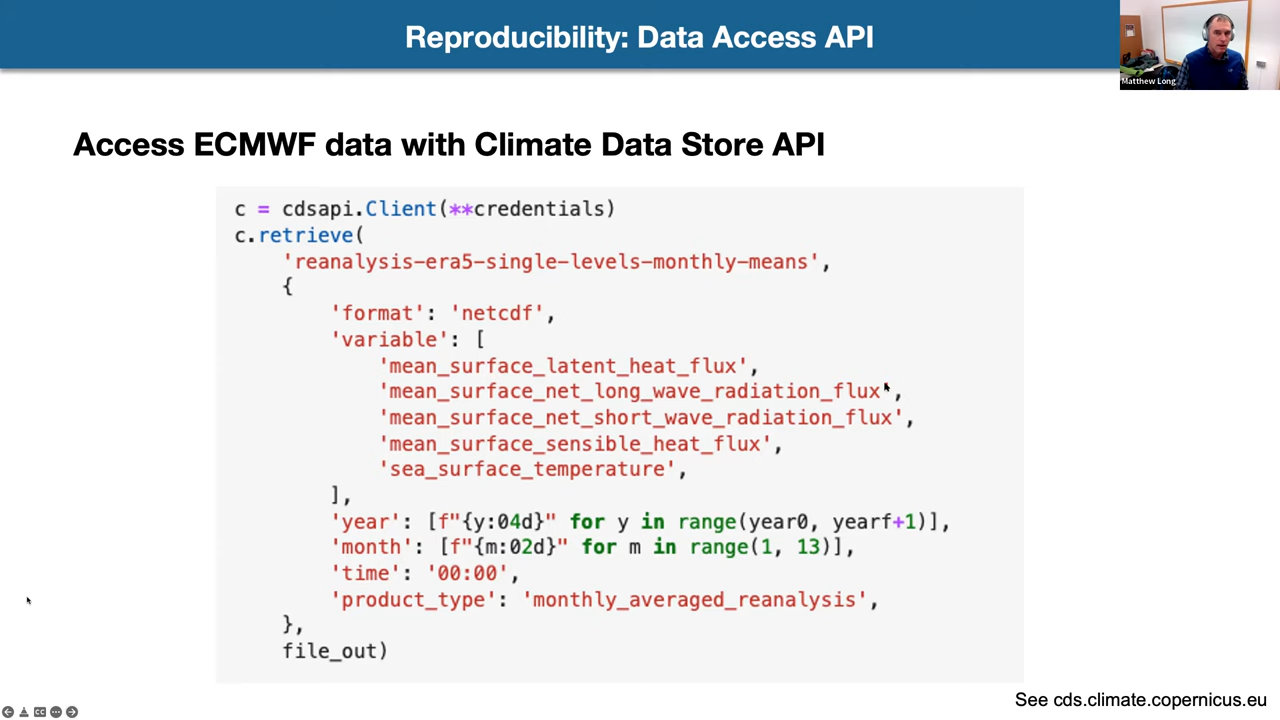 Reproducibility: Data Access API
Matthew Long
Access ECMWF data with Climate Data Store API
c = cdsapi.Client(**credentials)
c.retrieve(
'reanalysis-era5-single-levels-monthly-means',
{
'format': 'netcdf',
'variable': [
'mean_surface_latent_heat_flux',
'mean_surface_net_long_wave_radiation_flux',
'mean_surface_net_short_wave_radiation_flux',
'mean_surface_sensible_heat_flux',
'sea_surface_temperature',
],
'year': [f"{y:04d}" for y in range(year0, yearf+1)],
'month': [f"{m:02d}" for m in range(1, 13)],
'time': '00:00',
'product_type': 'monthly_averaged_reanalysis',
},
file_out)
See cds.climate.copernicus.eu